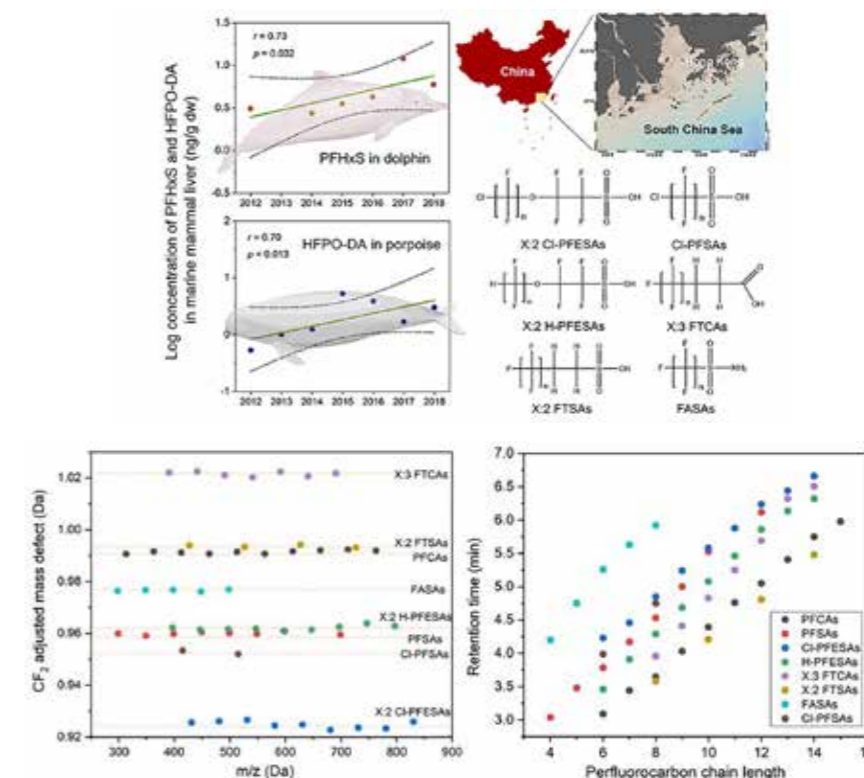 Log concentration of PFHxS and HFPO-DA
in marine mammal liver (ng/g dw)
1.5
1.0
0.5
0.0
-0.5
r = 0.73
p = 0.032
PFHxS in dolphin
2012 2013 2014 2015 2016 2017 2018
2
1
0
-1
r = 0.70
p = 0.013
HFPO-DA in porpoise
2012 2013 2014 2015 2016 2017 2018
China
South China Sea
X:2 Cl-PFESAs
Cl-PFSAs
X:2 H-PFESAs
X:3 FTCAs
X:2 FTSAs
FASAs
CF2 adjusted mass defect (Da)
1.02
1.00
0.98
0.96
0.94
0.92
X:3 FTCAs
X:2 FTSAs
PFCAs
FASAs
X:2 H-PFESAs
PFSAs
Cl-PFSAs
X:2 Cl-PFESAs
300 400 500 600 700 800 900
m/z (Da)
Retention time (min)
7.0
6.5
6.0
5.5
5.0
4.5
4.0
3.5
3.0
PFCAs
PFSAs
Cl-PFESAs
H-PFESAs
X:3 FTCAs
X:2 FTSAs
FASAs
Cl-PFSAs
4 6 8 10 12 14
Perfluorocarbon chain length